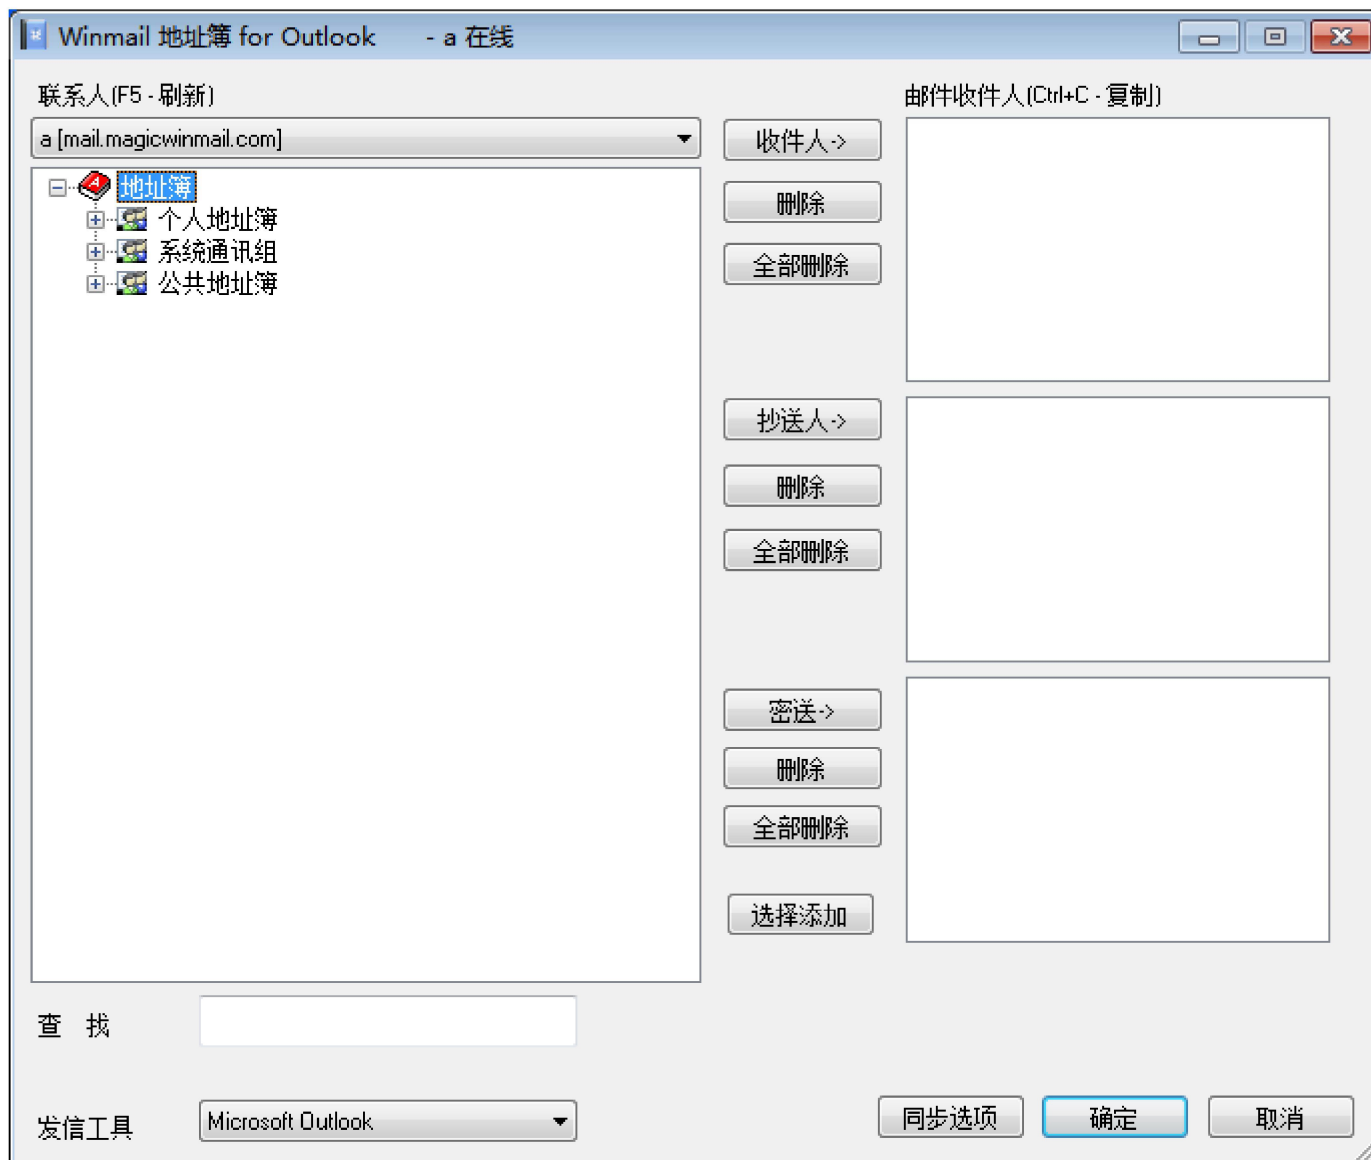 Winmail 地址簿 for Outlook - a 在线
联系人(F5 - 刷新)
a [mail.magicwinmail.com]
地址簿
个人地址簿
系统通讯组
公共地址簿
收件人->
删除
全部删除
邮件收件人(Ctrl+C - 复制)
抄送人->
删除
全部删除
密送->
删除
全部删除
选择添加
查 找
发信工具
Microsoft Outlook
同步选项
确定
取消